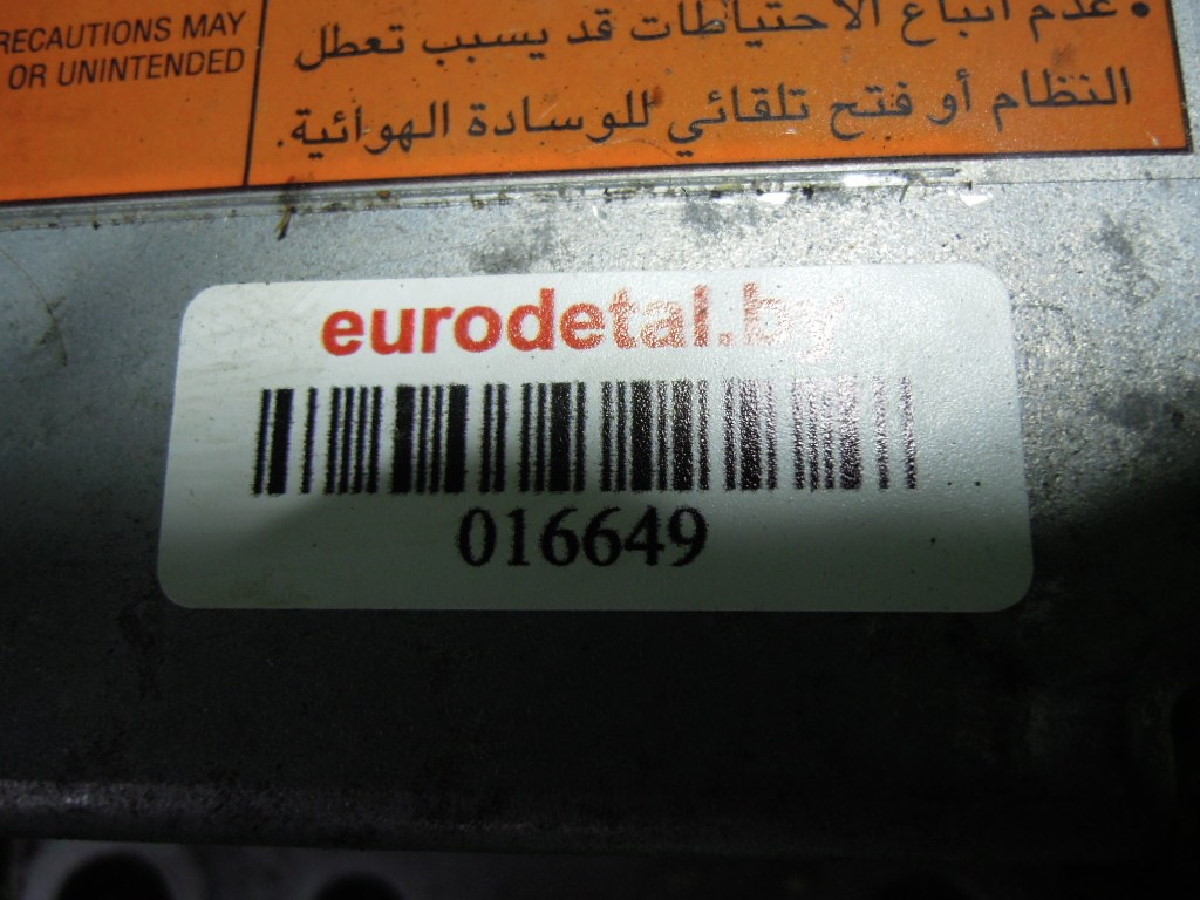 RECAUTIONS MAY
OR UNINTENDED
• عدم اتباع الاحتياطات قد يسبب تعطل
النظام أو فتح تلقائي للوسادة الهوائية.
eurodetal.by
016649